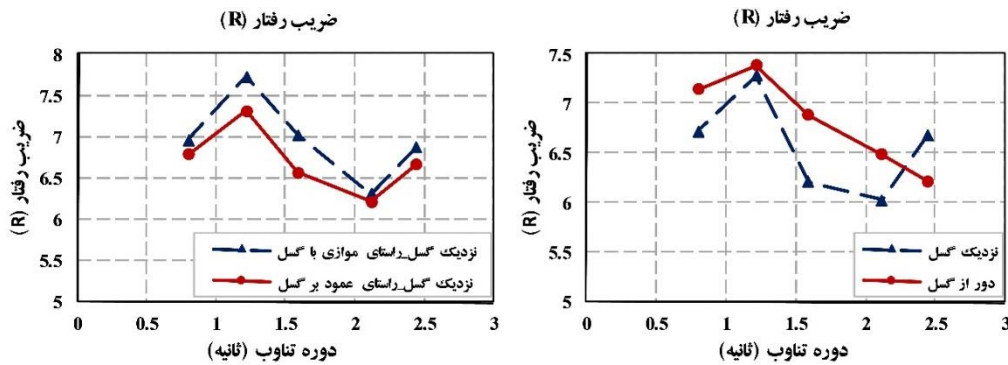 ضریب رفتار (R)
8
7.5
7
6.5
6
5.5
5
ضریب رفتار (R)
نزدیک گسل_راستای موازی با گسل
نزدیک گسل_راستای عمود بر گسل
0 0.5 1 1.5 2 2.5 3
دوره تناوب (ثانیه)
ضریب رفتار (R)
7.5
7
6.5
6
5.5
5
ضریب رفتار (R)
نزدیک گسل
دور از گسل
0 0.5 1 1.5 2 2.5 3
دوره تناوب (ثانیه)